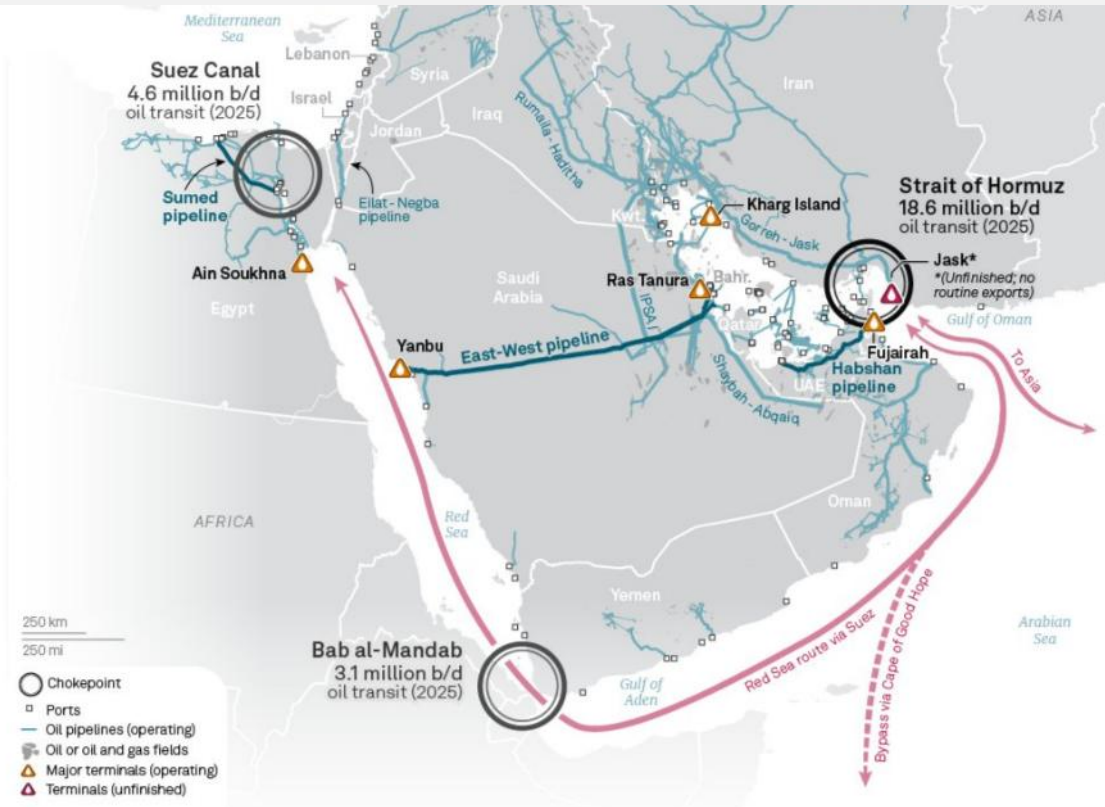 Mediterranean
Sea
ASIA
Lebanon
Suez Canal
4.6 million b/d
oil transit (2025)
Syria
Iran
Israel
Iraq
Jordan
Rumaila - Haditha
Sumed
pipeline
Eilat - Negba
pipeline
Strait of Hormuz
18.6 million b/d
oil transit (2025)
Kharg Island
Kwt.
Gorreh - Jask
Jask*
*(Unfinished; no
routine exports)
Ain Soukhna
Ras Tanura
Bahr.
Saudi
Arabia
Egypt
IPSA I
Qatar
Gulf of Oman
Yanbu
East-West pipeline
Fujairah
Habshan
pipeline
UAE
Shaybah - Abqaiq
To Asia
Oman
AFRICA
Red
Sea
Yemen
Bypass via Cape of Good Hope
Red Sea route via Suez
Arabian
Sea
250 km
250 mi
Bab al-Mandab
3.1 million b/d
oil transit (2025)
Gulf of
Aden
Chokepoint
Ports
Oil pipelines (operating)
Oil or oil and gas fields
Major terminals (operating)
Terminals (unfinished)